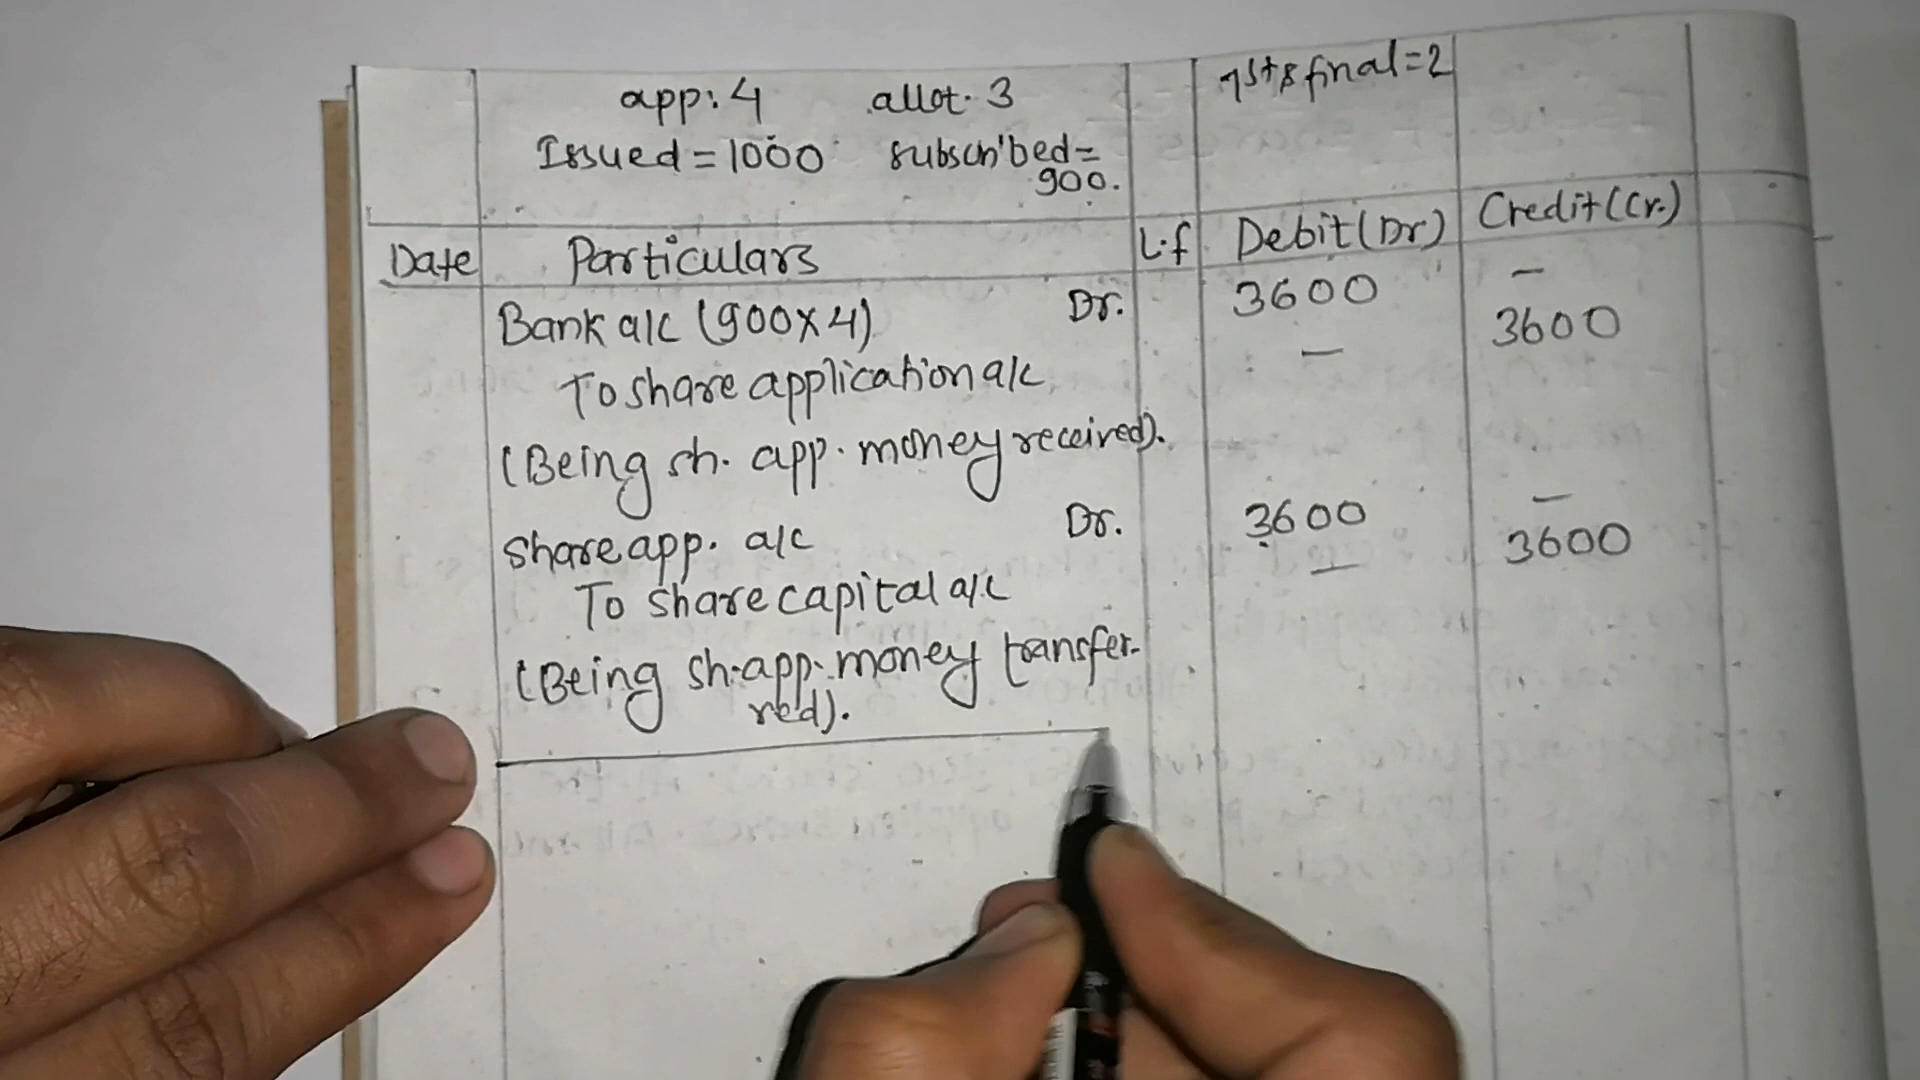 app: 4 allot. 3 1st & final = 2
Issued = 1000 subscribed =
900.
Date Particulars L.f Debit (Dr) Credit (Cr.)
Bank a/c (900 x 4) Dr. 3600 —
To share application a/c — 3600
(Being sh. app. money received).
share app. a/c Dr. 3600 —
To share capital a/c — 3600
(Being sh. app. money transfer-
red).